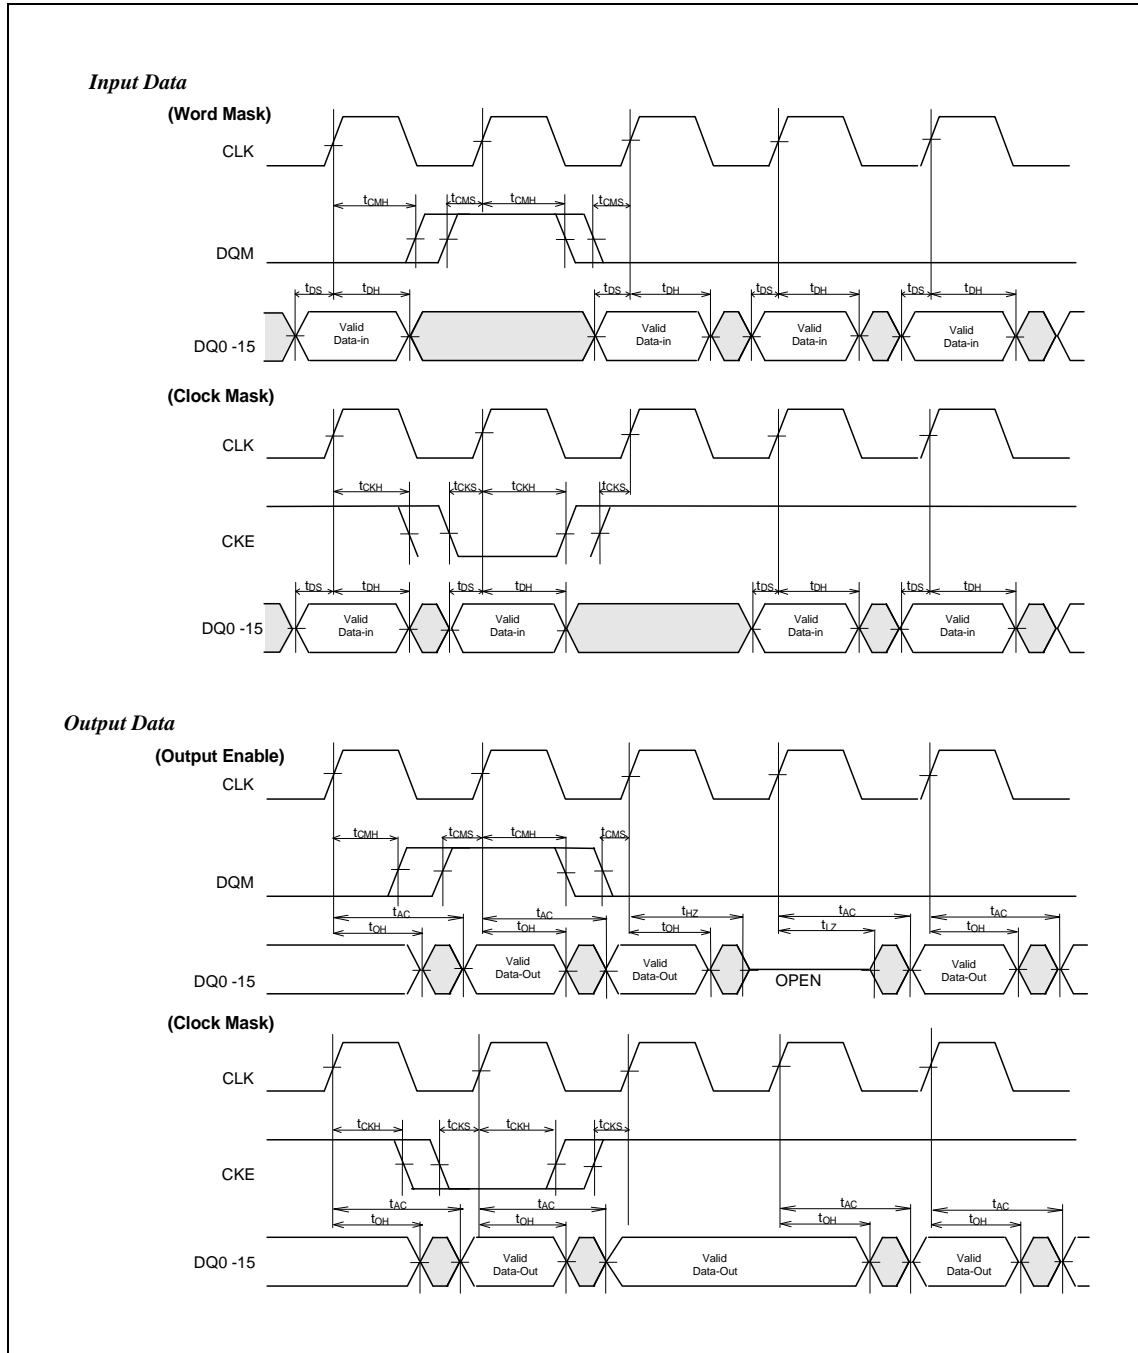 Input Data
(Word Mask)
CLK
tCMH tCMS tCMH tCMS
DQM
tDS tDH tDS tDH tDS tDH tDS tDH
Valid Data-in Valid Data-in Valid Data-in Valid Data-in
DQ0 -15
(Clock Mask)
CLK
tCKH tCKS tCKH tCKS
CKE
tDS tDH tDS tDH tDS tDH tDS tDH
Valid Data-in Valid Data-in Valid Data-in Valid Data-in
DQ0 -15
Output Data
(Output Enable)
CLK
tCMH tCMS tCMH tCMS
DQM
tAC tAC tHZ tAC tAC
tOH tOH tOH tLZ tOH
Valid Data-Out Valid Data-Out Valid Data-Out
DQ0 -15 OPEN
(Clock Mask)
CLK
tCKH tCKS tCKH tCKS
CKE
tAC tAC tAC tAC
tOH tOH tOH tOH
Valid Data-Out Valid Data-Out Valid Data-Out
DQ0 -15